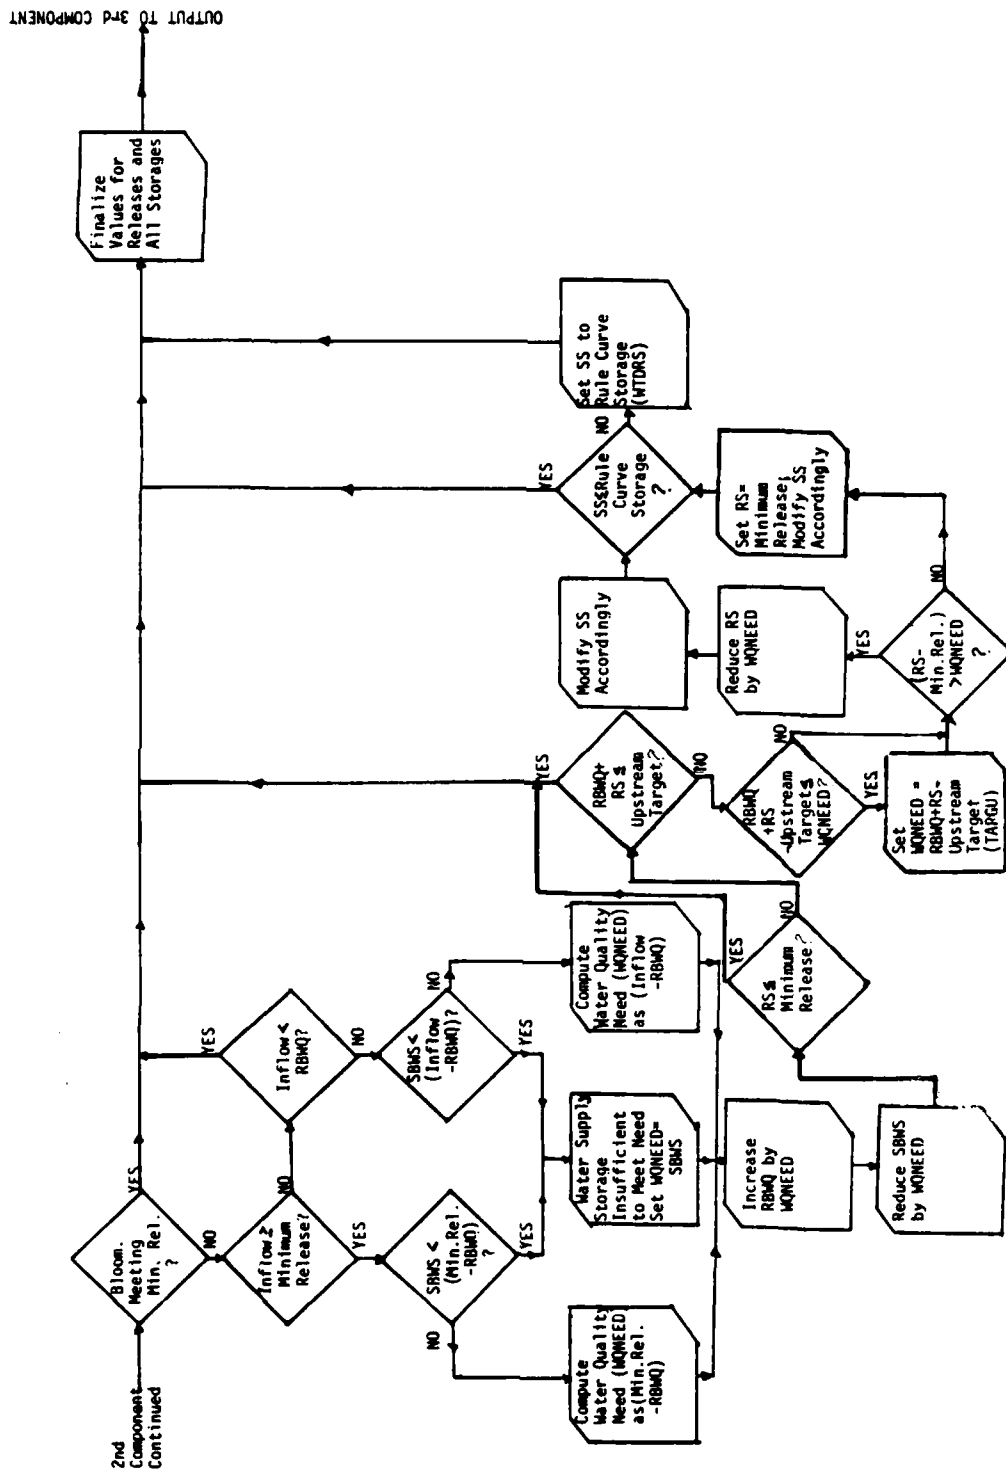 2nd
Component
Continued
Bloom.
Meeting
Min. Rel.
?
YES
NO
Inflow≥
Minimum
Release?
NO
YES
Inflow<
RBWQ?
YES
NO
SBWS <
(Min.Rel.
-RBWQ)
?
NO
YES
SBWS<
(Inflow
-RBWQ)?
NO
YES
Compute
Water Quality
Need (WQNEED)
as(Min.Rel.
-RBWQ)
Water Supply
Storage
Insufficient
to Meet Need
Set WQNEED=
SBWS
Compute
Water Quality
Need (WQNEED)
as (Inflow
-RBWQ)
Increase
RBWQ by
WQNEED
Reduce SBWS
by WQNEED
RS≤
Minimum
Release?
YES
NO
RBWQ+
RS ≤
Upstream
Target?
YES
NO
RBWQ
+RS
-Upstream
Target≤
WQNEED?
NO
YES
Set
WQNEED =
RBWQ+RS-
Upstream
Target
(TARGU)
(RS-
Min.Rel.)
>WQNEED
?
YES
NO
Reduce RS
by WQNEED
Modify SS
Accordingly
Set RS=
Minimum
Release;
Modify SS
Accordingly
SS≤Rule
Curve
Storage
?
YES
NO
Set SS to
Rule Curve
Storage
(WTDRS)
Finalize
Values for
Releases and
All Storages
OUTPUT TO 3rd COMPONENT